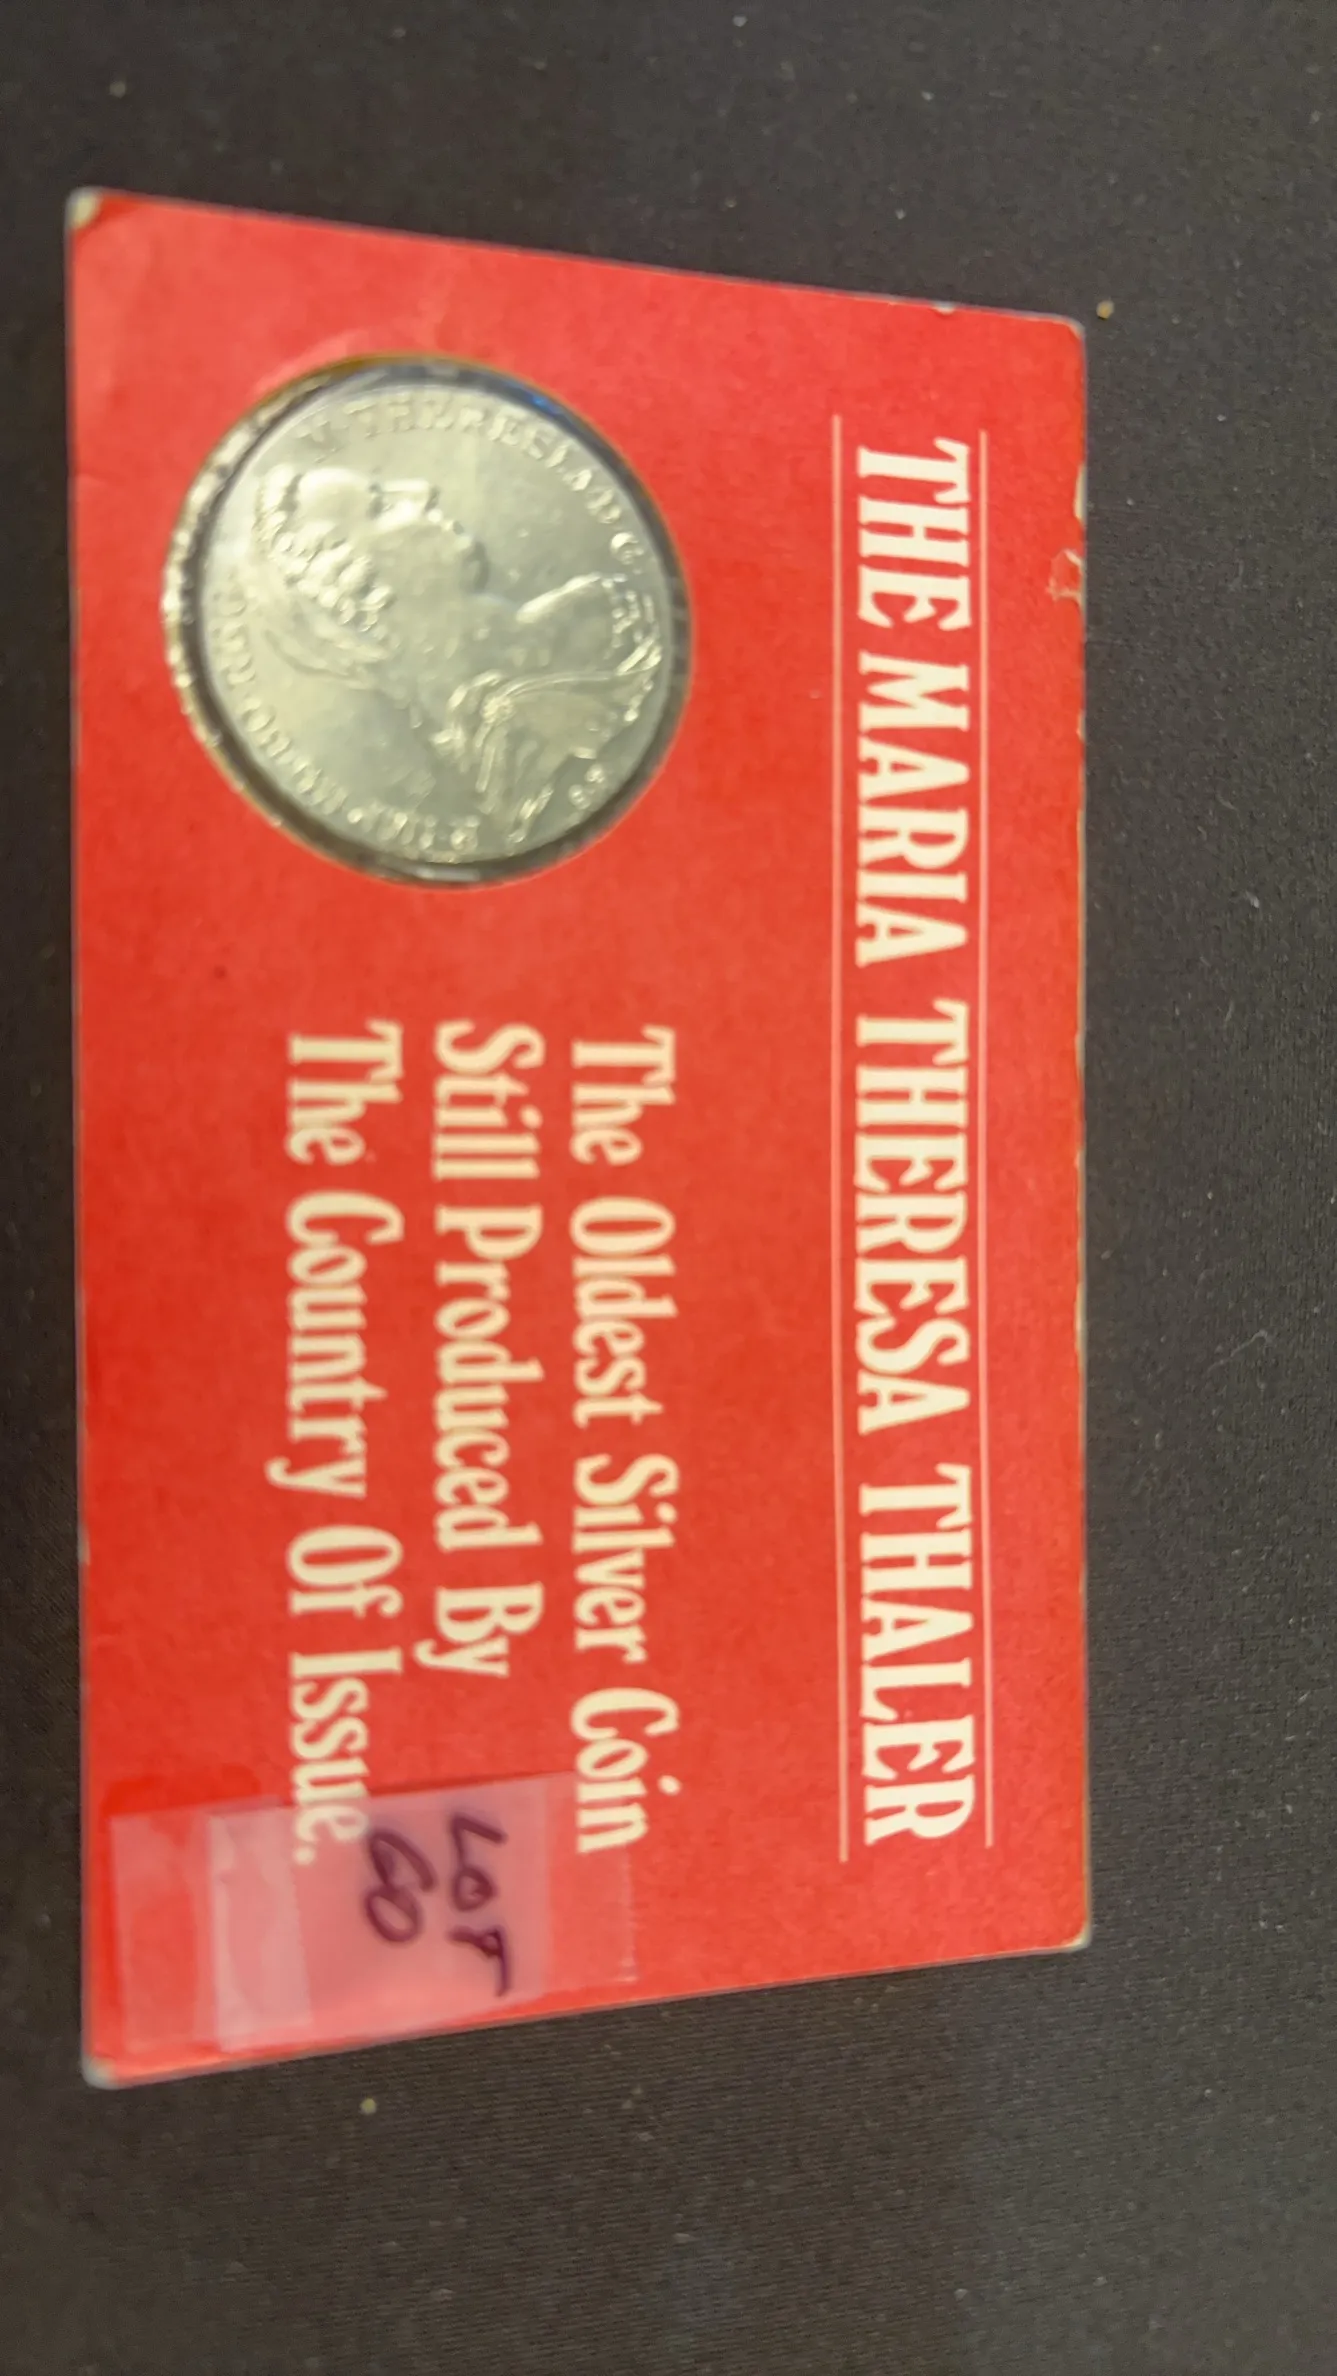 THE MARIA THERESA THALER
The Oldest Silver Coin
Still Produced By
The Country Of Issue.
LOT
60